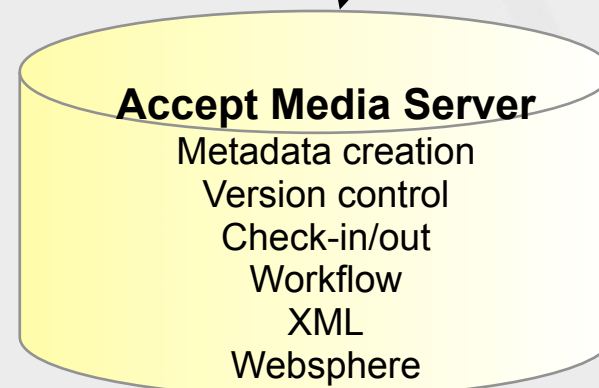 Accept Media Server
Metadata creation
Version control
Check-in/out
Workflow
XML
Websphere